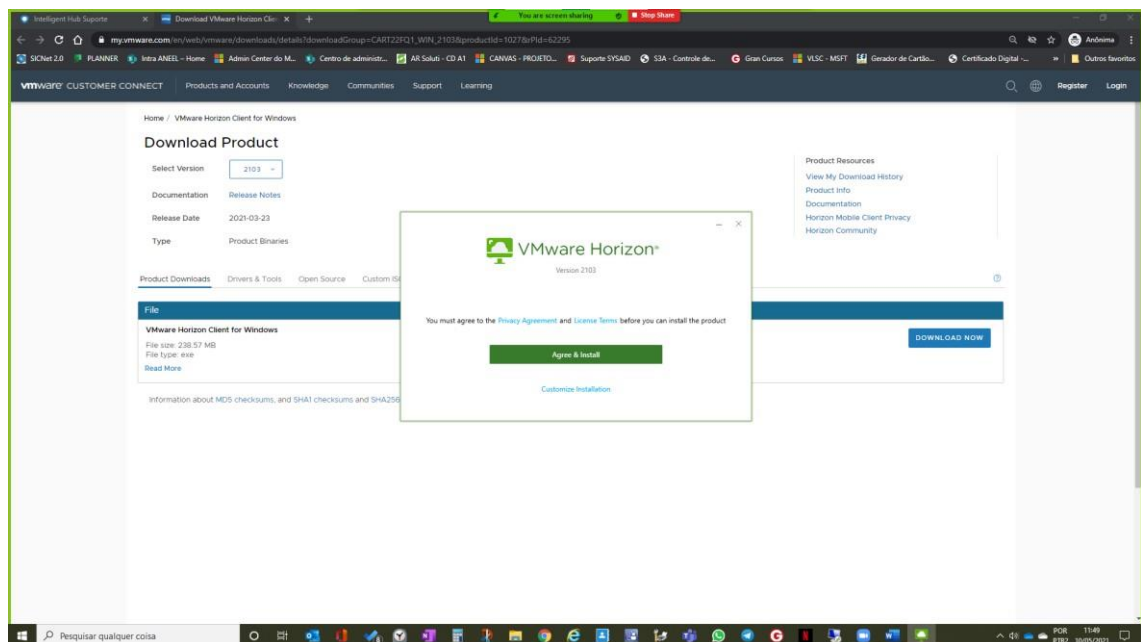 Intelligent Hub Suporte
Download VMware Horizon Clien
You are screen sharing
Stop Share
my.vmware.com/en/web/vmware/downloads/details?downloadGroup=CART22FQ1_WIN_2103&productId=1027&rPId=62295
Anônima
SICNet 2.0 PLANNER Intra ANEEL – Home Admin Center do M... Centro de administr... AR Soluti - CD A1 CANVAS - PROJETO... Suporte SYSAID S3A - Controle de... Gran Cursos VLSC - MSFT Gerador de Cartão... Certificado Digital -... » Outros favoritos
vmware CUSTOMER CONNECT Products and Accounts Knowledge Communities Support Learning Register Login
Home / VMware Horizon Client for Windows
Download Product
Select Version 2103
Documentation Release Notes
Release Date 2021-03-23
Type Product Binaries
Product Resources
View My Download History
Product Info
Documentation
Horizon Mobile Client Privacy
Horizon Community
Product Downloads Drivers & Tools Open Source Custom IS
File
VMware Horizon Client for Windows
File size: 238.57 MB
File type: exe
Read More
DOWNLOAD NOW
Information about MD5 checksums, and SHA1 checksums and SHA256
VMware Horizon®
Version 2103
You must agree to the Privacy Agreement and License Terms before you can install the product
Agree & Install
Customize Installation
Pesquisar qualquer coisa
POR 11:49
PTB2 10/05/2021